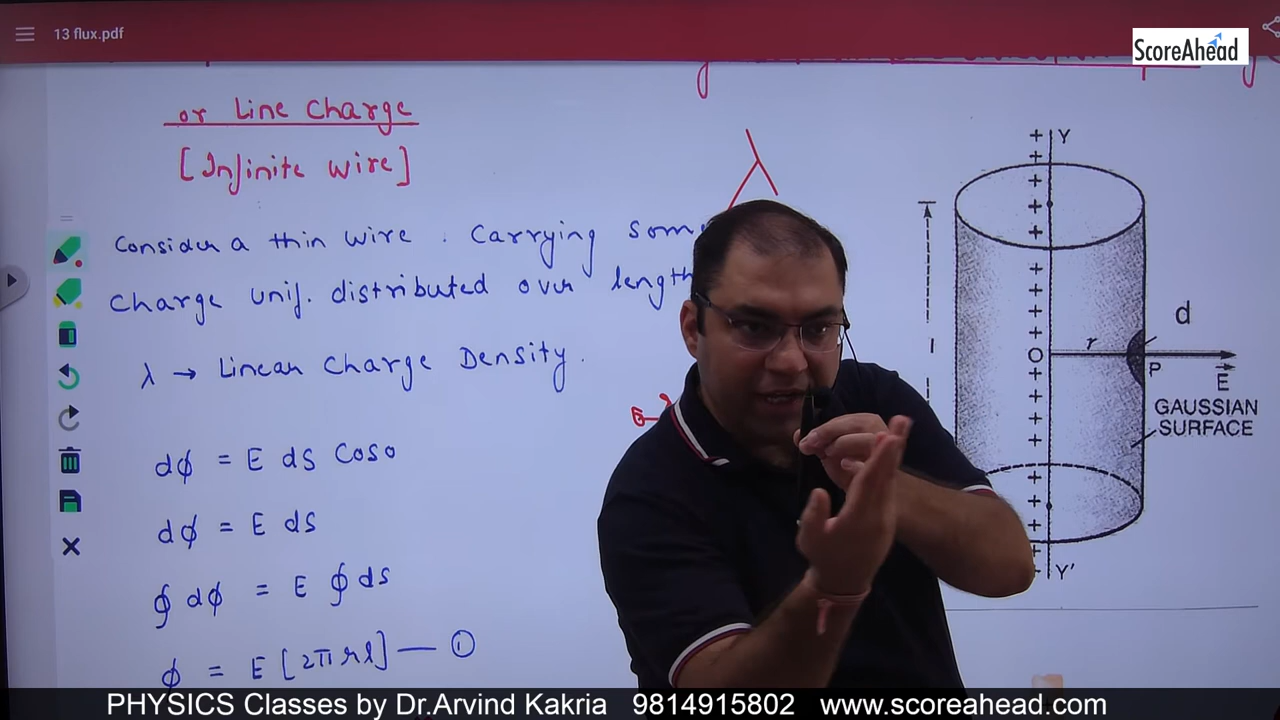 13 flux.pdf
ScoreAhead
or Line Charge
[Infinite wire]
Consider a thin wire . Carrying som
Charge unif. distributed over length
λ → Linear Charge Density.
dϕ = E ds Cos0
dϕ = E ds
∮ dϕ = E ∮ ds
ϕ = E [2πrl] — ①
λ
Y
l
O
r
d
P
E⃗
GAUSSIAN
SURFACE
Y'
PHYSICS Classes by Dr.Arvind Kakria 9814915802 www.scoreahead.com